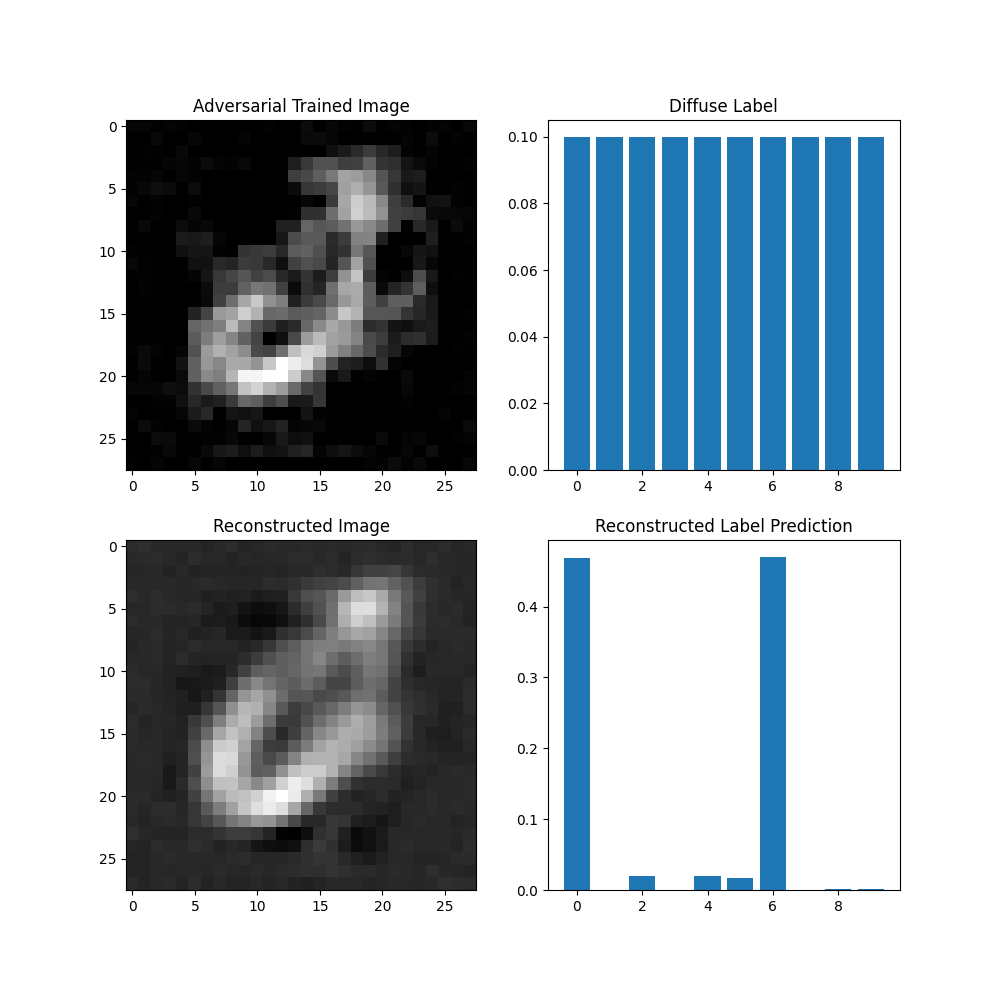 Adversarial Trained Image
0
5
10
15
20
25
0 5 10 15 20 25
Diffuse Label
0.10
0.08
0.06
0.04
0.02
0.00
0 2 4 6 8
Reconstructed Image
0
5
10
15
20
25
0 5 10 15 20 25
Reconstructed Label Prediction
0.4
0.3
0.2
0.1
0.0
0 2 4 6 8